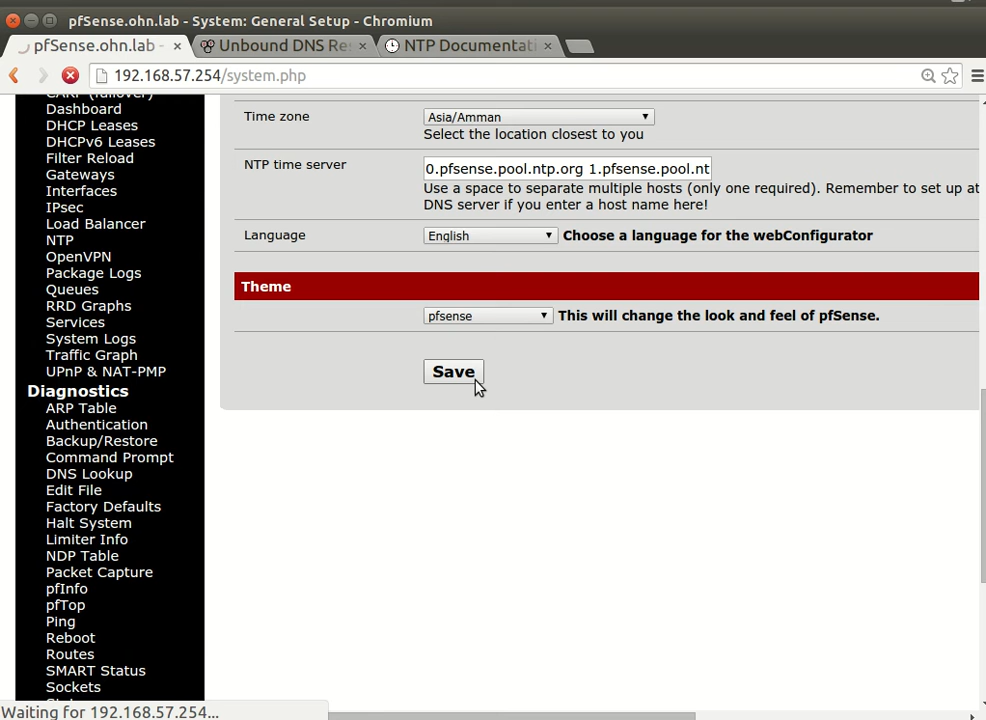 pfSense.ohn.lab - System: General Setup - Chromium
pfSense.ohn.lab -
Unbound DNS Re
NTP Documentati
192.168.57.254/system.php
CARP (failover)
Dashboard
DHCP Leases
DHCPv6 Leases
Filter Reload
Gateways
Interfaces
IPsec
Load Balancer
NTP
OpenVPN
Package Logs
Queues
RRD Graphs
Services
System Logs
Traffic Graph
UPnP & NAT-PMP
Diagnostics
ARP Table
Authentication
Backup/Restore
Command Prompt
DNS Lookup
Edit File
Factory Defaults
Halt System
Limiter Info
NDP Table
Packet Capture
pfInfo
pfTop
Ping
Reboot
Routes
SMART Status
Sockets
Time zone
Asia/Amman
Select the location closest to you
NTP time server
0.pfsense.pool.ntp.org 1.pfsense.pool.nt
Use a space to separate multiple hosts (only one required). Remember to set up at
DNS server if you enter a host name here!
Language
English
Choose a language for the webConfigurator
Theme
pfsense
This will change the look and feel of pfSense.
Save
Waiting for 192.168.57.254...